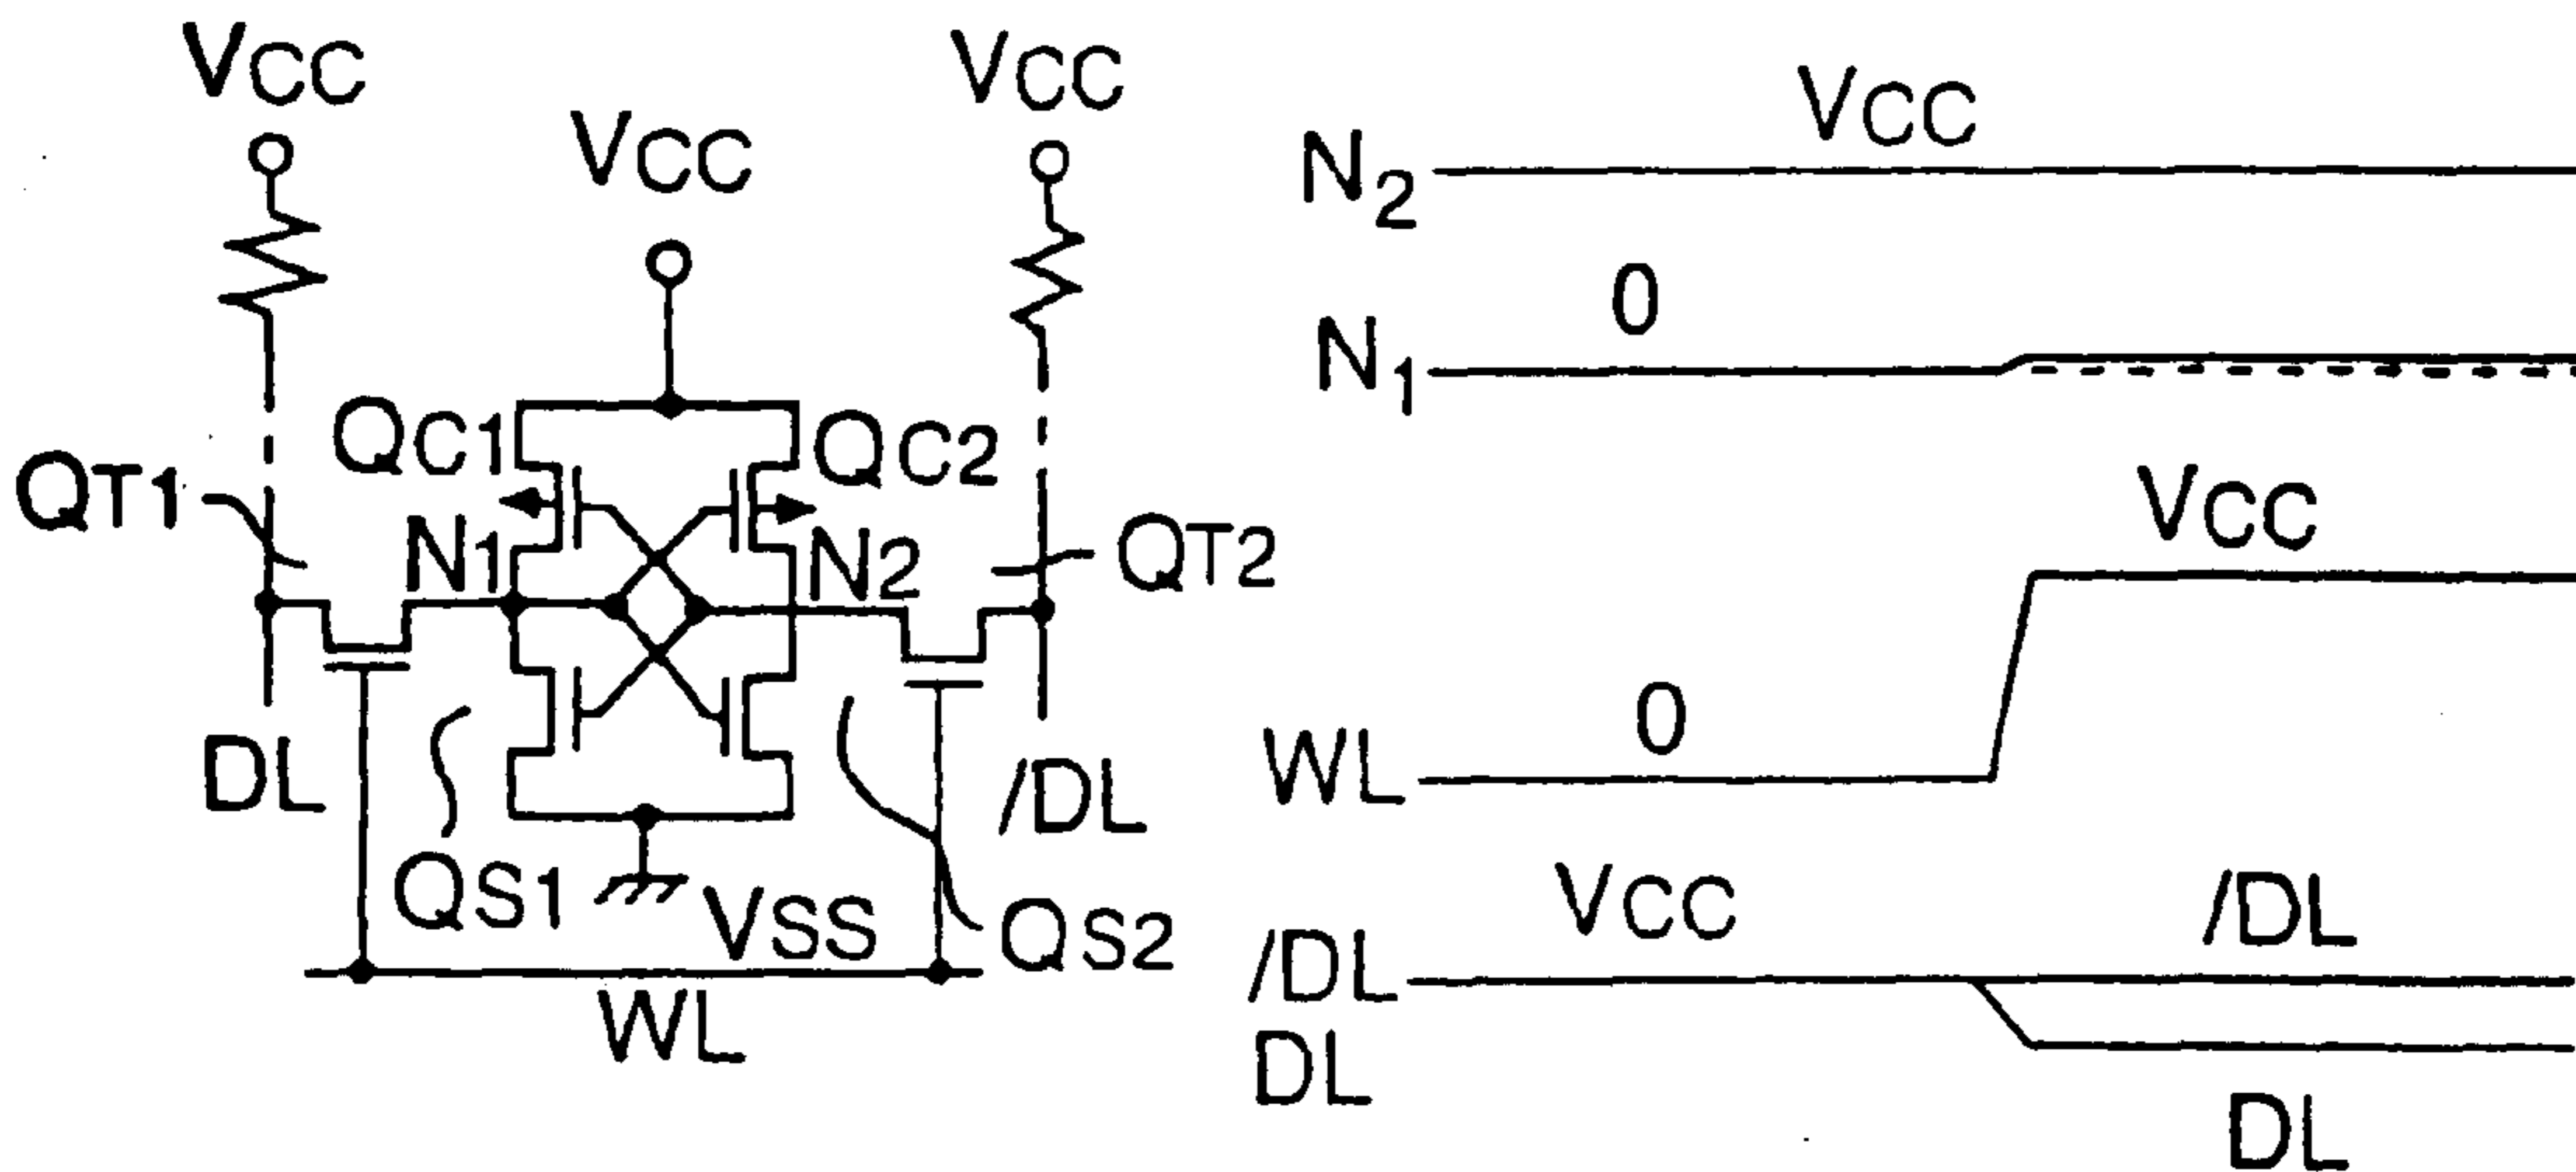 VCC
VCC
VCC
QC1
QC2
QT1
N1
N2
QT2
DL
/DL
QS1
VSS
QS2
WL
VCC
N2
0
N1
VCC
0
WL
VCC
/DL
/DL
DL
DL